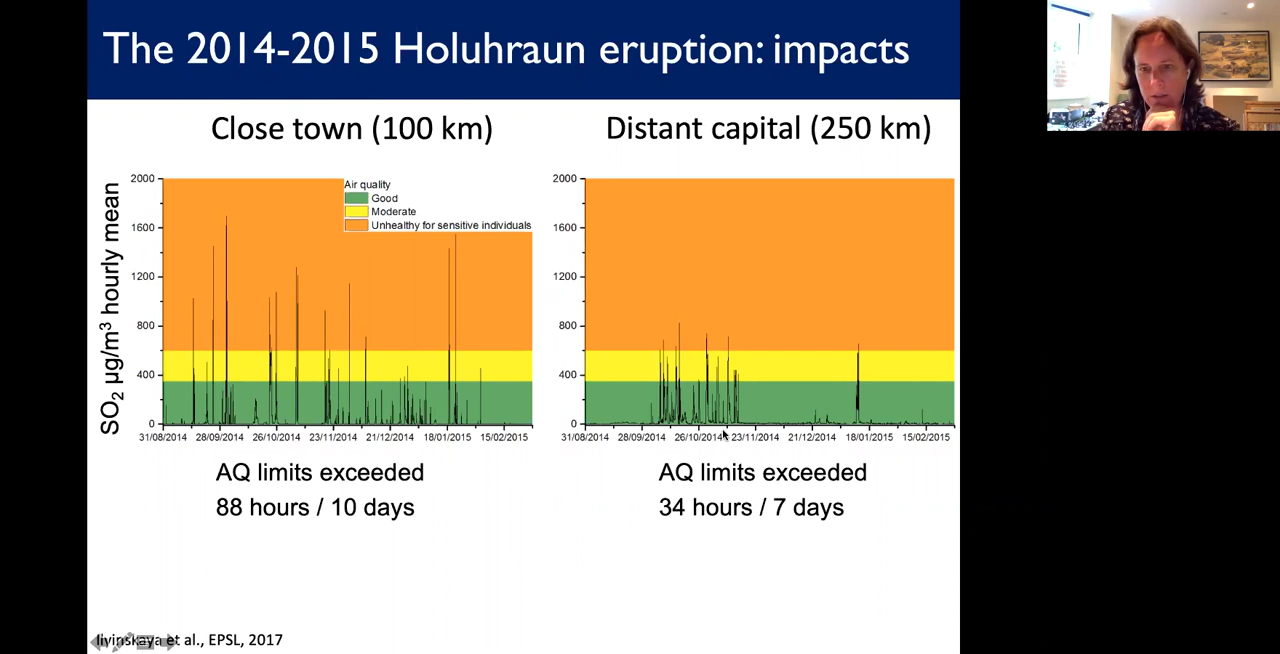 The 2014-2015 Holuhraun eruption: impacts
Close town (100 km)
Distant capital (250 km)
SO₂ µg/m³ hourly mean
2000
1600
1200
800
400
0
Air quality
Good
Moderate
Unhealthy for sensitive individuals
31/08/2014 28/09/2014 26/10/2014 23/11/2014 21/12/2014 18/01/2015 15/02/2015
2000
1600
1200
800
400
0
31/08/2014 28/09/2014 26/10/2014 23/11/2014 21/12/2014 18/01/2015 15/02/2015
AQ limits exceeded
88 hours / 10 days
AQ limits exceeded
34 hours / 7 days
et al., EPSL, 2017